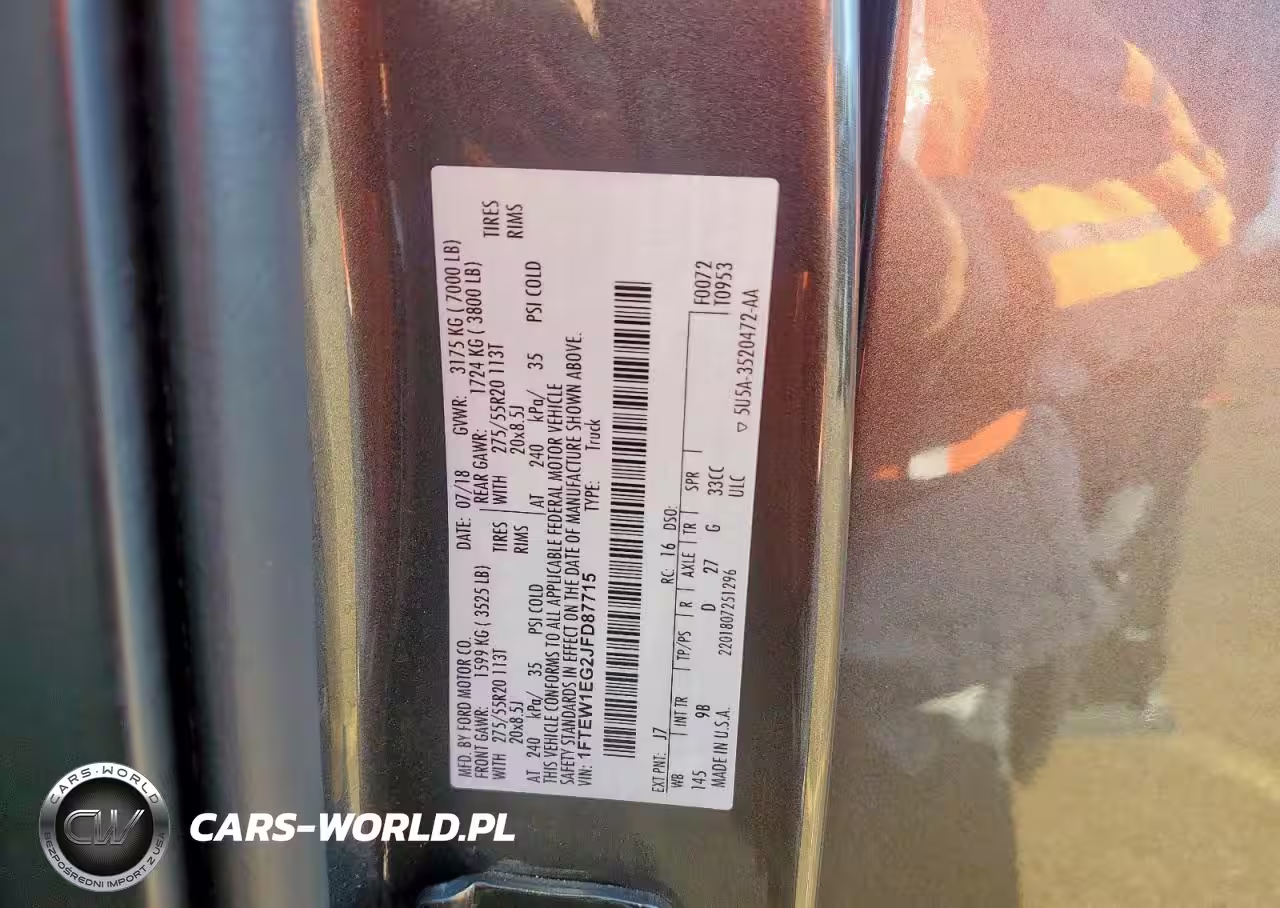 MFD. BY FORD MOTOR CO.
DATE: 07/18 GVWR: 3175 KG ( 7000 LB)
FRONT GAWR: 1599 KG ( 3525 LB) REAR GAWR: 1724 KG ( 3800 LB)
WITH 275/55R20 113T TIRES WITH 275/55R20 113T TIRES
20x8.5J RIMS 20x8.5J RIMS
AT 240 kPa/ 35 PSI COLD AT 240 kPa/ 35 PSI COLD
THIS VEHICLE CONFORMS TO ALL APPLICABLE FEDERAL MOTOR VEHICLE
SAFETY STANDARDS IN EFFECT ON THE DATE OF MANUFACTURE SHOWN ABOVE.
VIN: 1FTEW1EG2JFD87715 TYPE: Truck
EXT PNT: J7 RC: 16 DSO: F0072
WB INT TR TP/PS R AXLE TR SPR T0953
145 9B D 27 G 33CC
MADE IN U.S.A. 2201807251296 ULC ▽ 5U5A-3520472-AA
CARS-WORLD
CW
BEZPOŚREDNI IMPORT Z USA
CARS-WORLD.PL